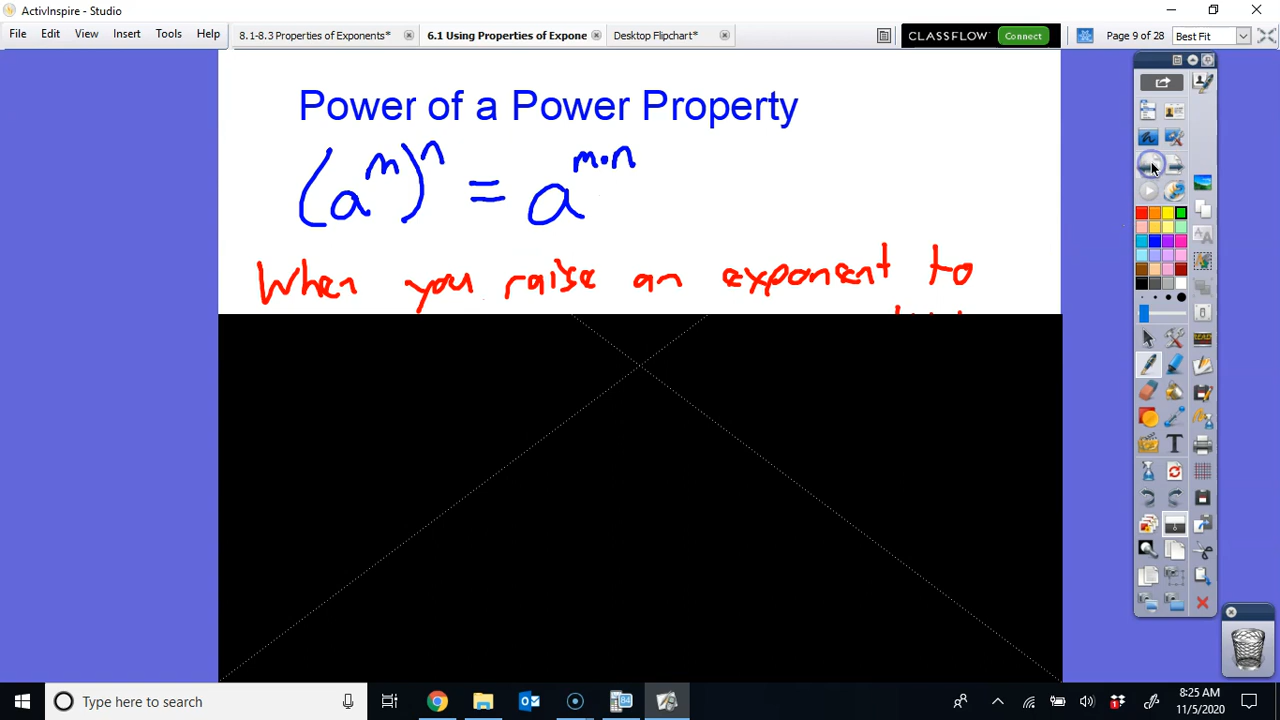 ActivInspire - Studio
File Edit View Insert Tools Help
8.1-8.3 Properties of Exponents*
6.1 Using Properties of Expone
Desktop Flipchart*
CLASSFLOW Connect
Page 9 of 28
Best Fit
Power of a Power Property
(a^m)^n = a^{m·n}
When you raise an exponent to
Type here to search
8:25 AM
11/5/2020